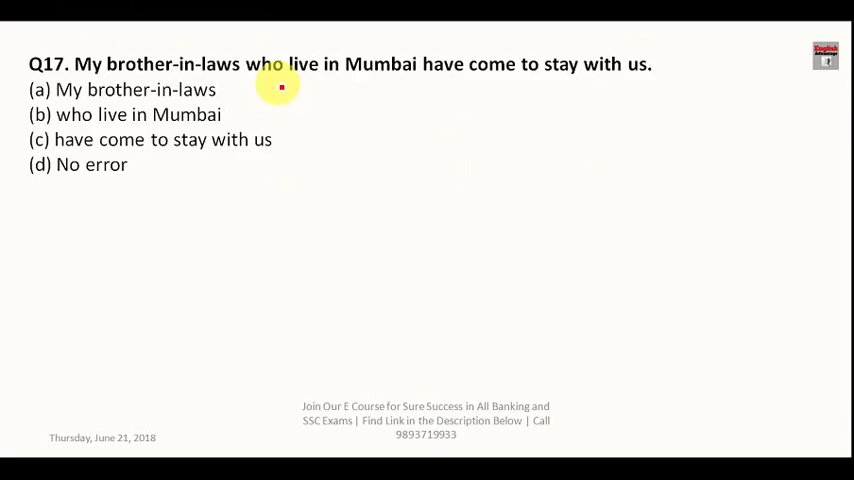 Q17. My brother-in-laws who live in Mumbai have come to stay with us.
(a) My brother-in-laws
(b) who live in Mumbai
(c) have come to stay with us
(d) No error
English
Advantage
Join Our E Course for Sure Success in All Banking and
SSC Exams | Find Link in the Description Below | Call
9893719933
Thursday, June 21, 2018